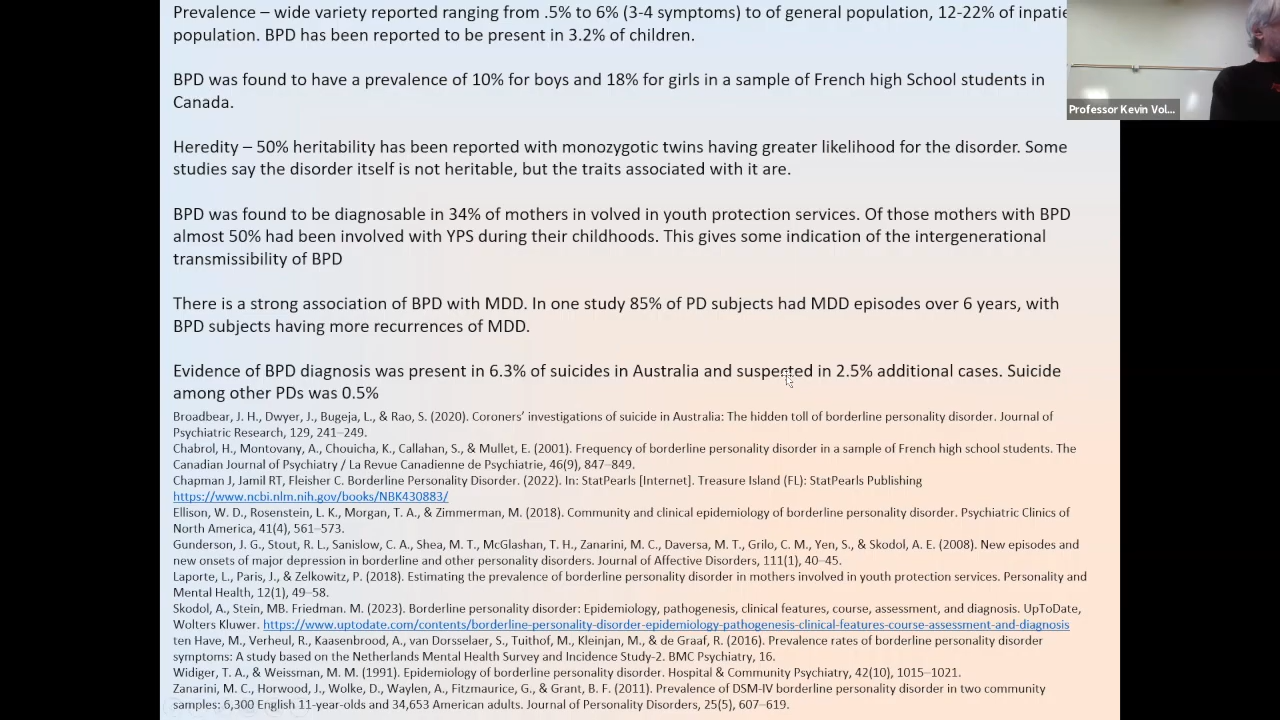 Prevalence – wide variety reported ranging from .5% to 6% (3-4 symptoms) to of general population, 12-22% of inpatie
population. BPD has been reported to be present in 3.2% of children.
Professor Kevin Vol...
BPD was found to have a prevalence of 10% for boys and 18% for girls in a sample of French high School students in
Canada.
Heredity – 50% heritability has been reported with monozygotic twins having greater likelihood for the disorder. Some
studies say the disorder itself is not heritable, but the traits associated with it are.
BPD was found to be diagnosable in 34% of mothers in volved in youth protection services. Of those mothers with BPD
almost 50% had been involved with YPS during their childhoods. This gives some indication of the intergenerational
transmissibility of BPD
There is a strong association of BPD with MDD. In one study 85% of PD subjects had MDD episodes over 6 years, with
BPD subjects having more recurrences of MDD.
Evidence of BPD diagnosis was present in 6.3% of suicides in Australia and suspected in 2.5% additional cases. Suicide
among other PDs was 0.5%
Broadbear, J. H., Dwyer, J., Bugeja, L., & Rao, S. (2020). Coroners’ investigations of suicide in Australia: The hidden toll of borderline personality disorder. Journal of
Psychiatric Research, 129, 241–249.
Chabrol, H., Montovany, A., Chouicha, K., Callahan, S., & Mullet, E. (2001). Frequency of borderline personality disorder in a sample of French high school students. The
Canadian Journal of Psychiatry / La Revue Canadienne de Psychiatrie, 46(9), 847–849.
Chapman J, Jamil RT, Fleisher C. Borderline Personality Disorder. (2022). In: StatPearls [Internet]. Treasure Island (FL): StatPearls Publishing
https://www.ncbi.nlm.nih.gov/books/NBK430883/
Ellison, W. D., Rosenstein, L. K., Morgan, T. A., & Zimmerman, M. (2018). Community and clinical epidemiology of borderline personality disorder. Psychiatric Clinics of
North America, 41(4), 561–573.
Gunderson, J. G., Stout, R. L., Sanislow, C. A., Shea, M. T., McGlashan, T. H., Zanarini, M. C., Daversa, M. T., Grilo, C. M., Yen, S., & Skodol, A. E. (2008). New episodes and
new onsets of major depression in borderline and other personality disorders. Journal of Affective Disorders, 111(1), 40–45.
Laporte, L., Paris, J., & Zelkowitz, P. (2018). Estimating the prevalence of borderline personality disorder in mothers involved in youth protection services. Personality and
Mental Health, 12(1), 49–58.
Skodol, A., Stein, MB. Friedman. M. (2023). Borderline personality disorder: Epidemiology, pathogenesis, clinical features, course, assessment, and diagnosis. UpToDate,
Wolters Kluwer. https://www.uptodate.com/contents/borderline-personality-disorder-epidemiology-pathogenesis-clinical-features-course-assessment-and-diagnosis
ten Have, M., Verheul, R., Kaasenbrood, A., van Dorsselaer, S., Tuithof, M., Kleinjan, M., & de Graaf, R. (2016). Prevalence rates of borderline personality disorder
symptoms: A study based on the Netherlands Mental Health Survey and Incidence Study-2. BMC Psychiatry, 16.
Widiger, T. A., & Weissman, M. M. (1991). Epidemiology of borderline personality disorder. Hospital & Community Psychiatry, 42(10), 1015–1021.
Zanarini, M. C., Horwood, J., Wolke, D., Waylen, A., Fitzmaurice, G., & Grant, B. F. (2011). Prevalence of DSM-IV borderline personality disorder in two community
samples: 6,300 English 11-year-olds and 34,653 American adults. Journal of Personality Disorders, 25(5), 607–619.